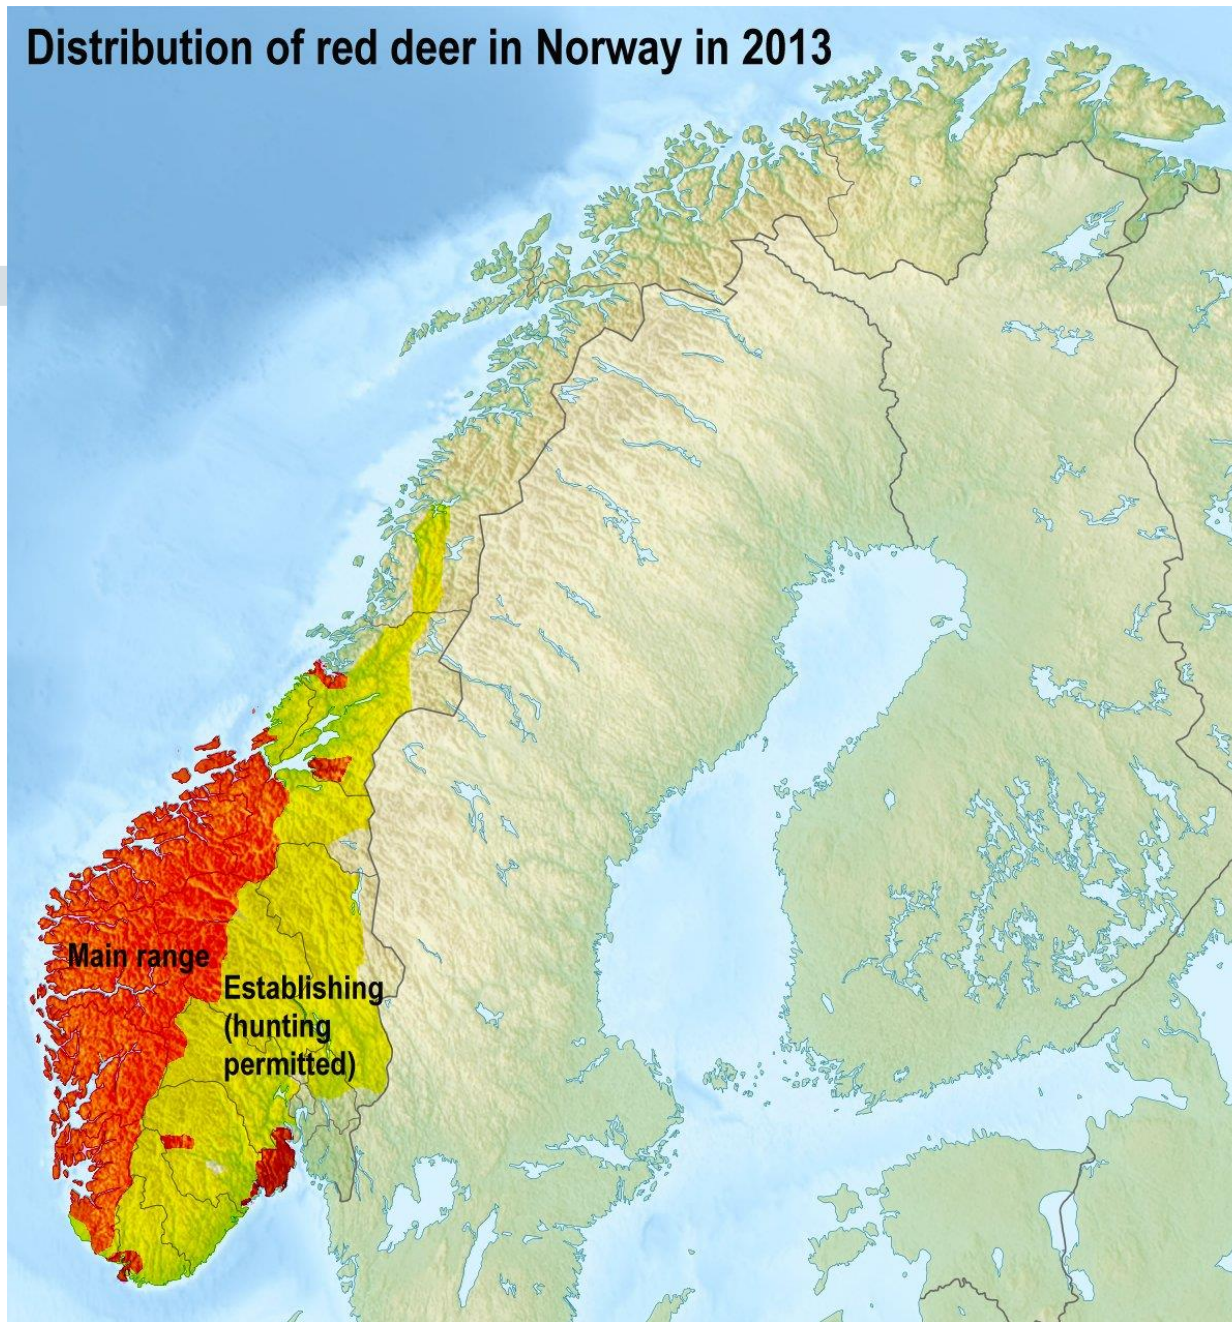 Distribution of red deer in Norway in 2013
Main range
Establishing
(hunting
permitted)